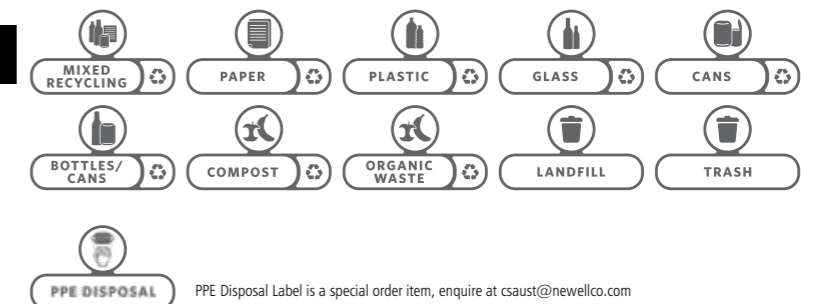 MIXED
RECYCLING
PAPER
PLASTIC
GLASS
CANS
BOTTLES/
CANS
COMPOST
ORGANIC
WASTE
LANDFILL
TRASH
PPE DISPOSAL
PPE Disposal Label is a special order item, enquire at csaust@newellco.com